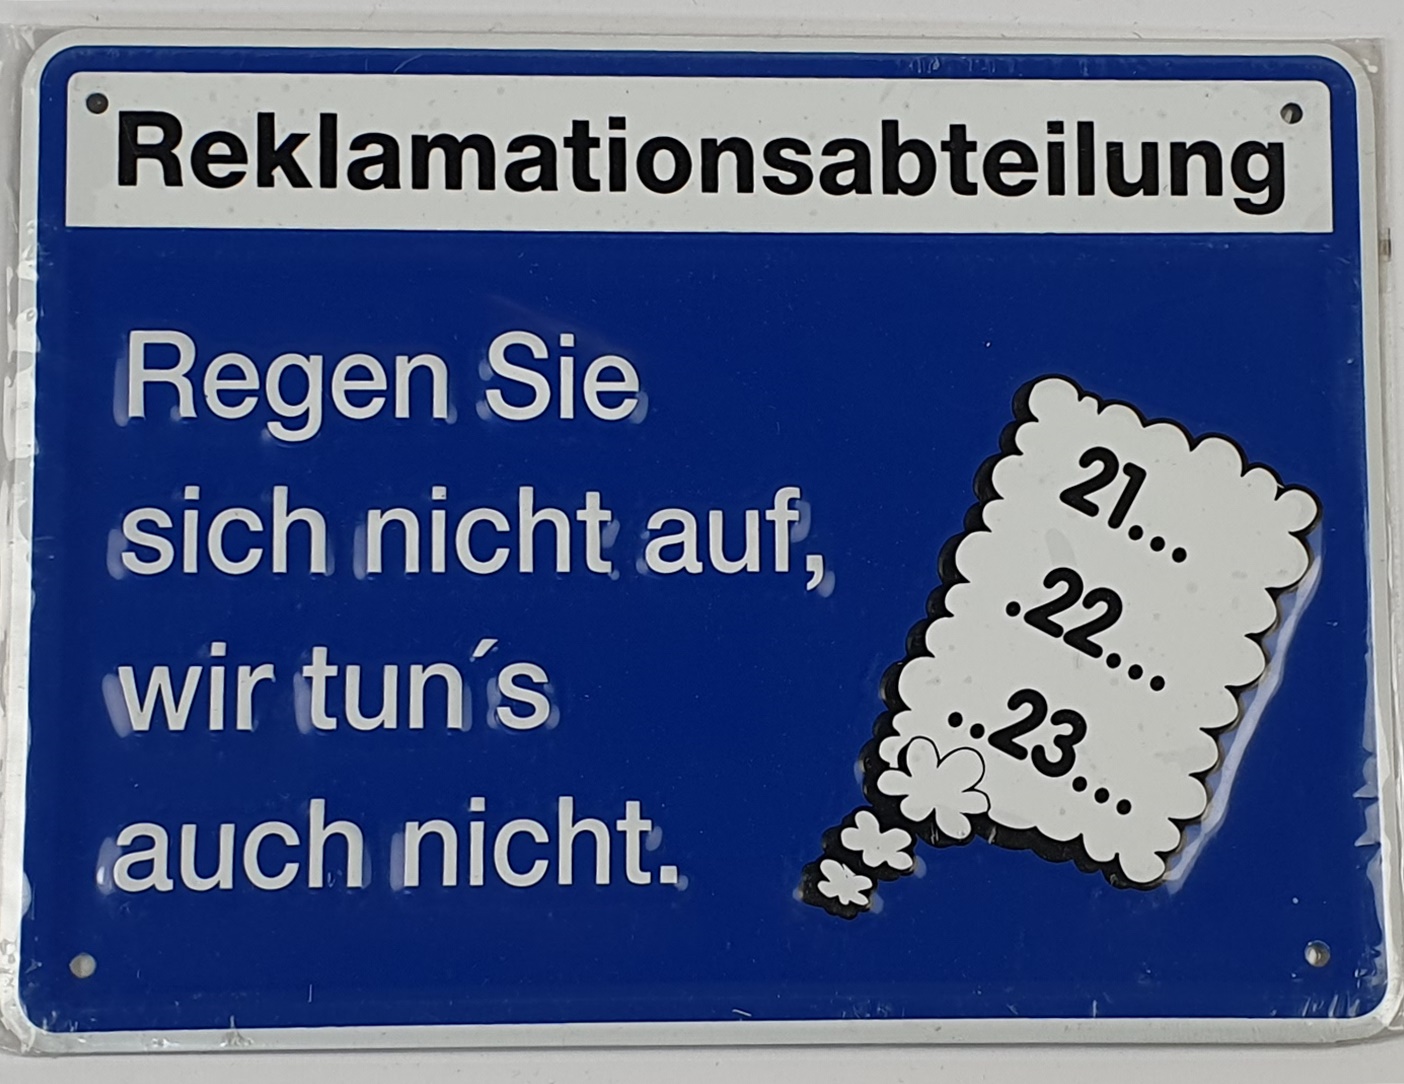 Reklamationsabteilung
Regen Sie
sich nicht auf,
wir tun´s
auch nicht.
21...
.22...
..23...